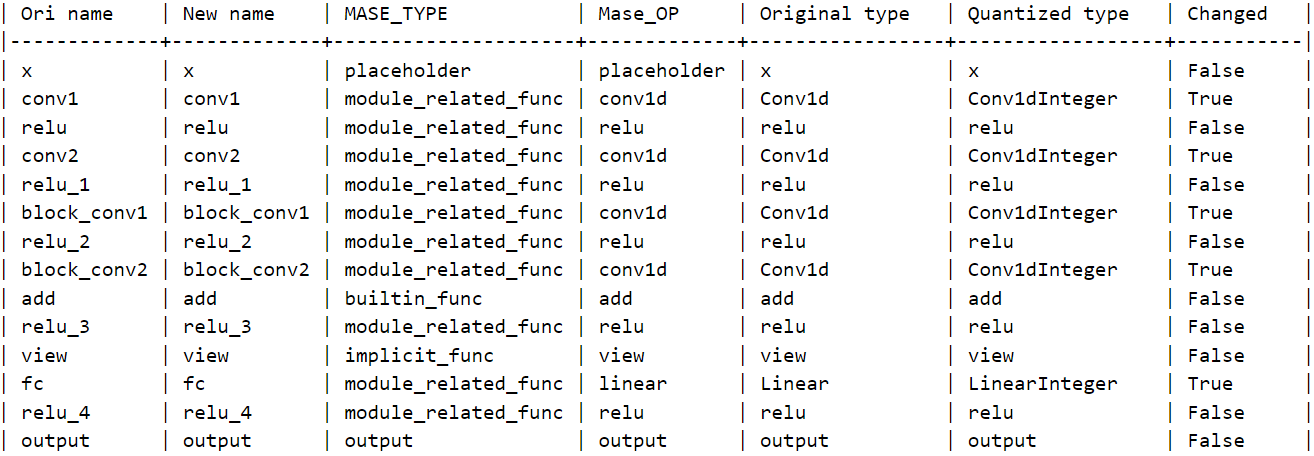 | Ori name    | New name    | MASE_TYPE           | Mase_OP     | Original type   | Quantized type   | Changed   |
|-------------+-------------+---------------------+-------------+-----------------+------------------+-----------|
| x           | x           | placeholder         | placeholder | x               | x                | False     |
| conv1       | conv1       | module_related_func | conv1d      | Conv1d          | Conv1dInteger    | True      |
| relu        | relu        | module_related_func | relu        | relu            | relu             | False     |
| conv2       | conv2       | module_related_func | conv1d      | Conv1d          | Conv1dInteger    | True      |
| relu_1      | relu_1      | module_related_func | relu        | relu            | relu             | False     |
| block_conv1 | block_conv1 | module_related_func | conv1d      | Conv1d          | Conv1dInteger    | True      |
| relu_2      | relu_2      | module_related_func | relu        | relu            | relu             | False     |
| block_conv2 | block_conv2 | module_related_func | conv1d      | Conv1d          | Conv1dInteger    | True      |
| add         | add         | builtin_func        | add         | add             | add              | False     |
| relu_3      | relu_3      | module_related_func | relu        | relu            | relu             | False     |
| view        | view        | implicit_func       | view        | view            | view             | False     |
| fc          | fc          | module_related_func | linear      | Linear          | LinearInteger    | True      |
| relu_4      | relu_4      | module_related_func | relu        | relu            | relu             | False     |
| output      | output      | output              | output      | output          | output           | False     |